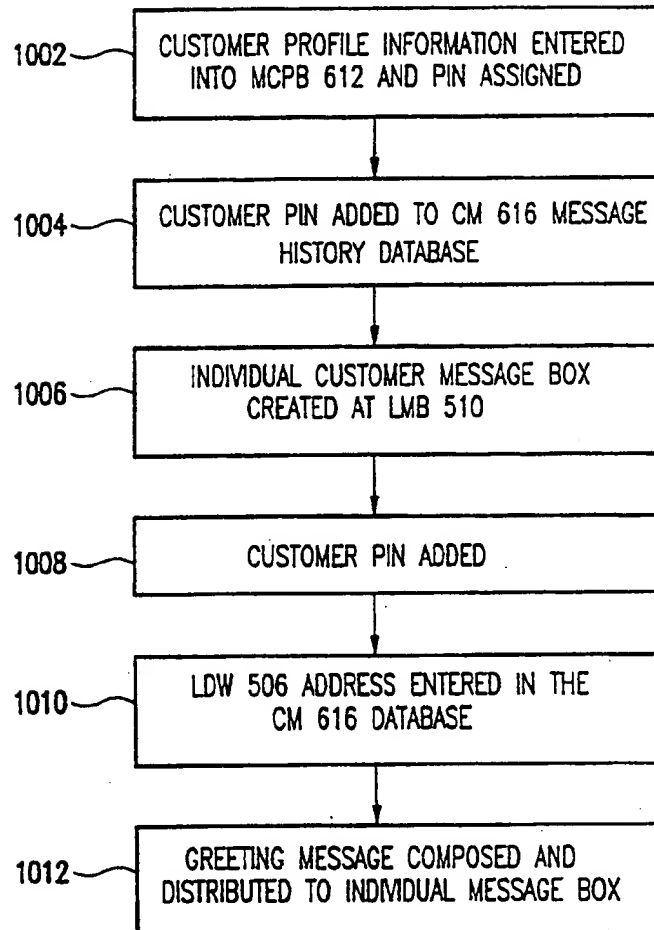 1002
CUSTOMER PROFILE INFORMATION ENTERED
INTO MCPB 612 AND PIN ASSIGNED
1004
CUSTOMER PIN ADDED TO CM 616 MESSAGE
HISTORY DATABASE
1006
INDIVIDUAL CUSTOMER MESSAGE BOX
CREATED AT LMB 510
1008
CUSTOMER PIN ADDED
1010
LDW 506 ADDRESS ENTERED IN THE
CM 616 DATABASE
1012
GREETING MESSAGE COMPOSED AND
DISTRIBUTED TO INDIVIDUAL MESSAGE BOX